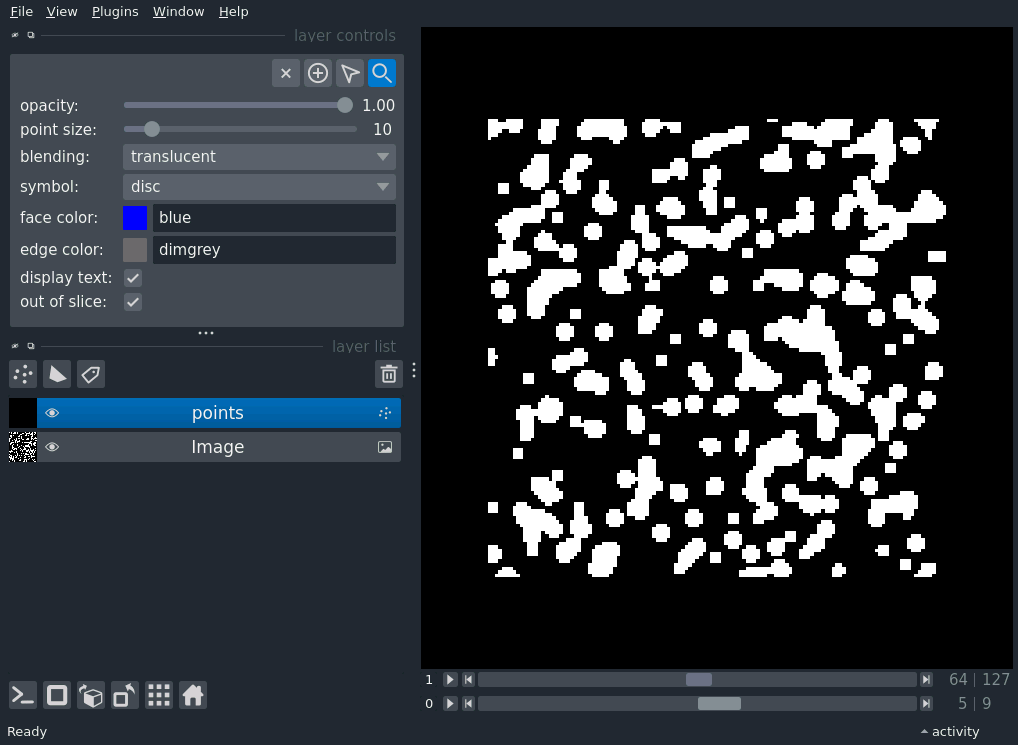 File View Plugins Window Help
layer controls
opacity: 1.00
point size: 10
blending: translucent
symbol: disc
face color: blue
edge color: dimgrey
display text:
out of slice:
layer list
points
Image
1 64 | 127
0 5 | 9
Ready activity